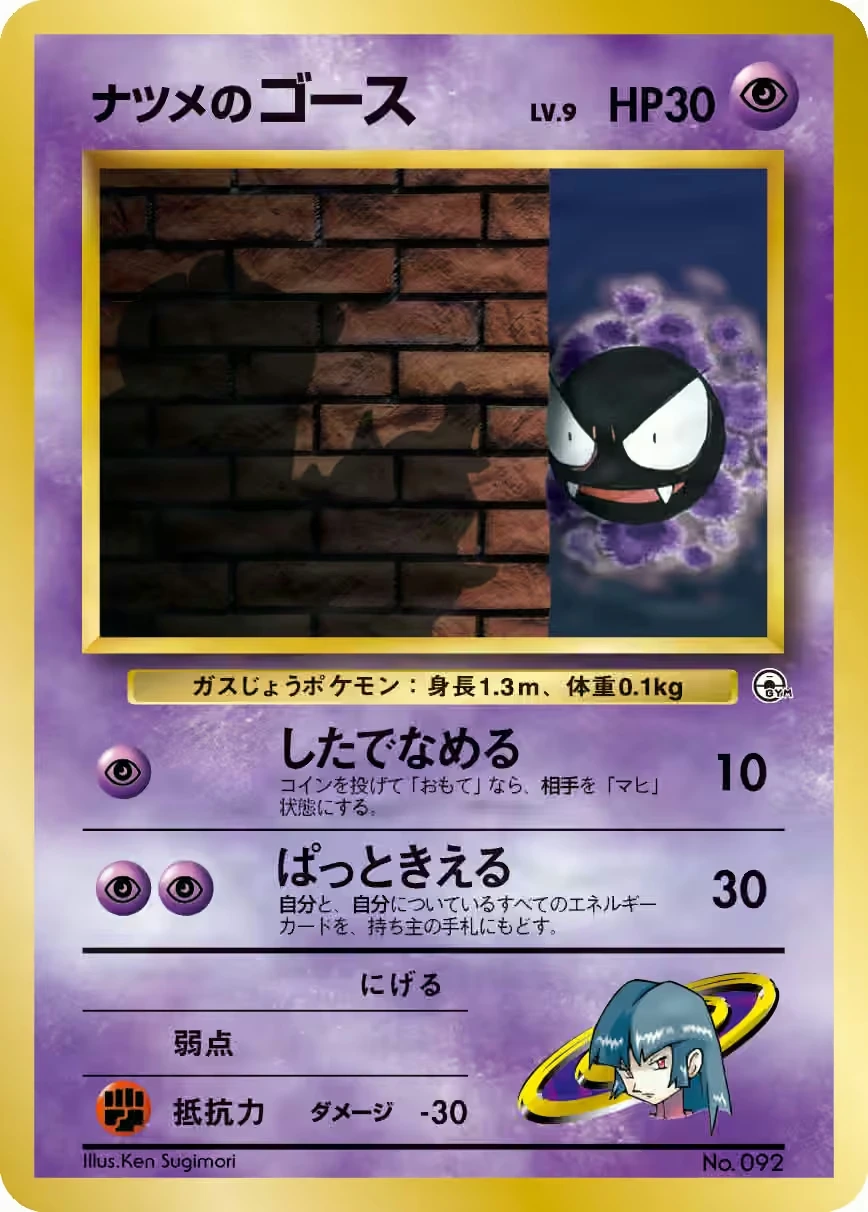 ナツメのゴース LV.9 HP30
ガスじょうポケモン：身長1.3m、体重0.1kg
GYM
したでなめる 10
コインを投げて「おもて」なら、相手を「マヒ」
状態にする。
ぱっときえる 30
自分と、自分についているすべてのエネルギー
カードを、持ち主の手札にもどす。
にげる
弱点
抵抗力 ダメージ -30
Illus.Ken Sugimori No.092